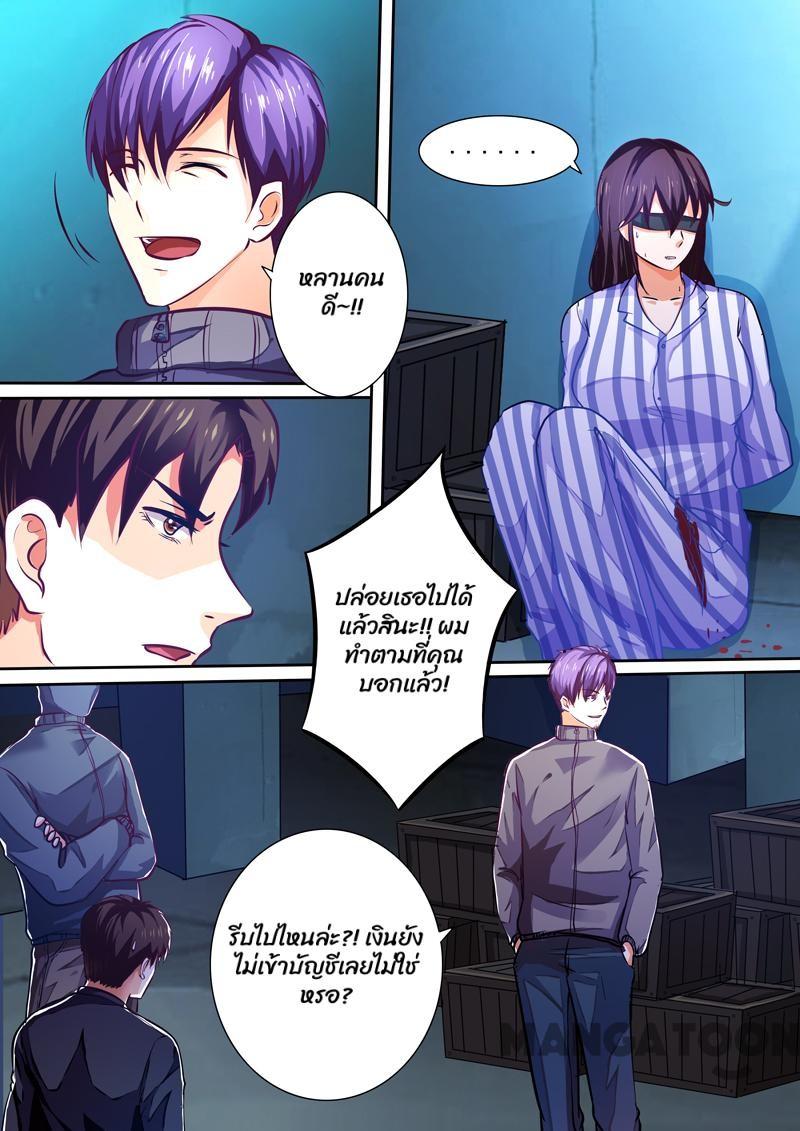 หลานคน
ดี~!!
......
ปล่อยเธอไปได้
แล้วสินะ!! ผม
ทำตามที่คุณ
บอกแล้ว!
รีบไปไหนล่ะ?! เงินยัง
ไม่เข้าบัญชีเลยไม่ใช่
หรอ?
MANGATOON